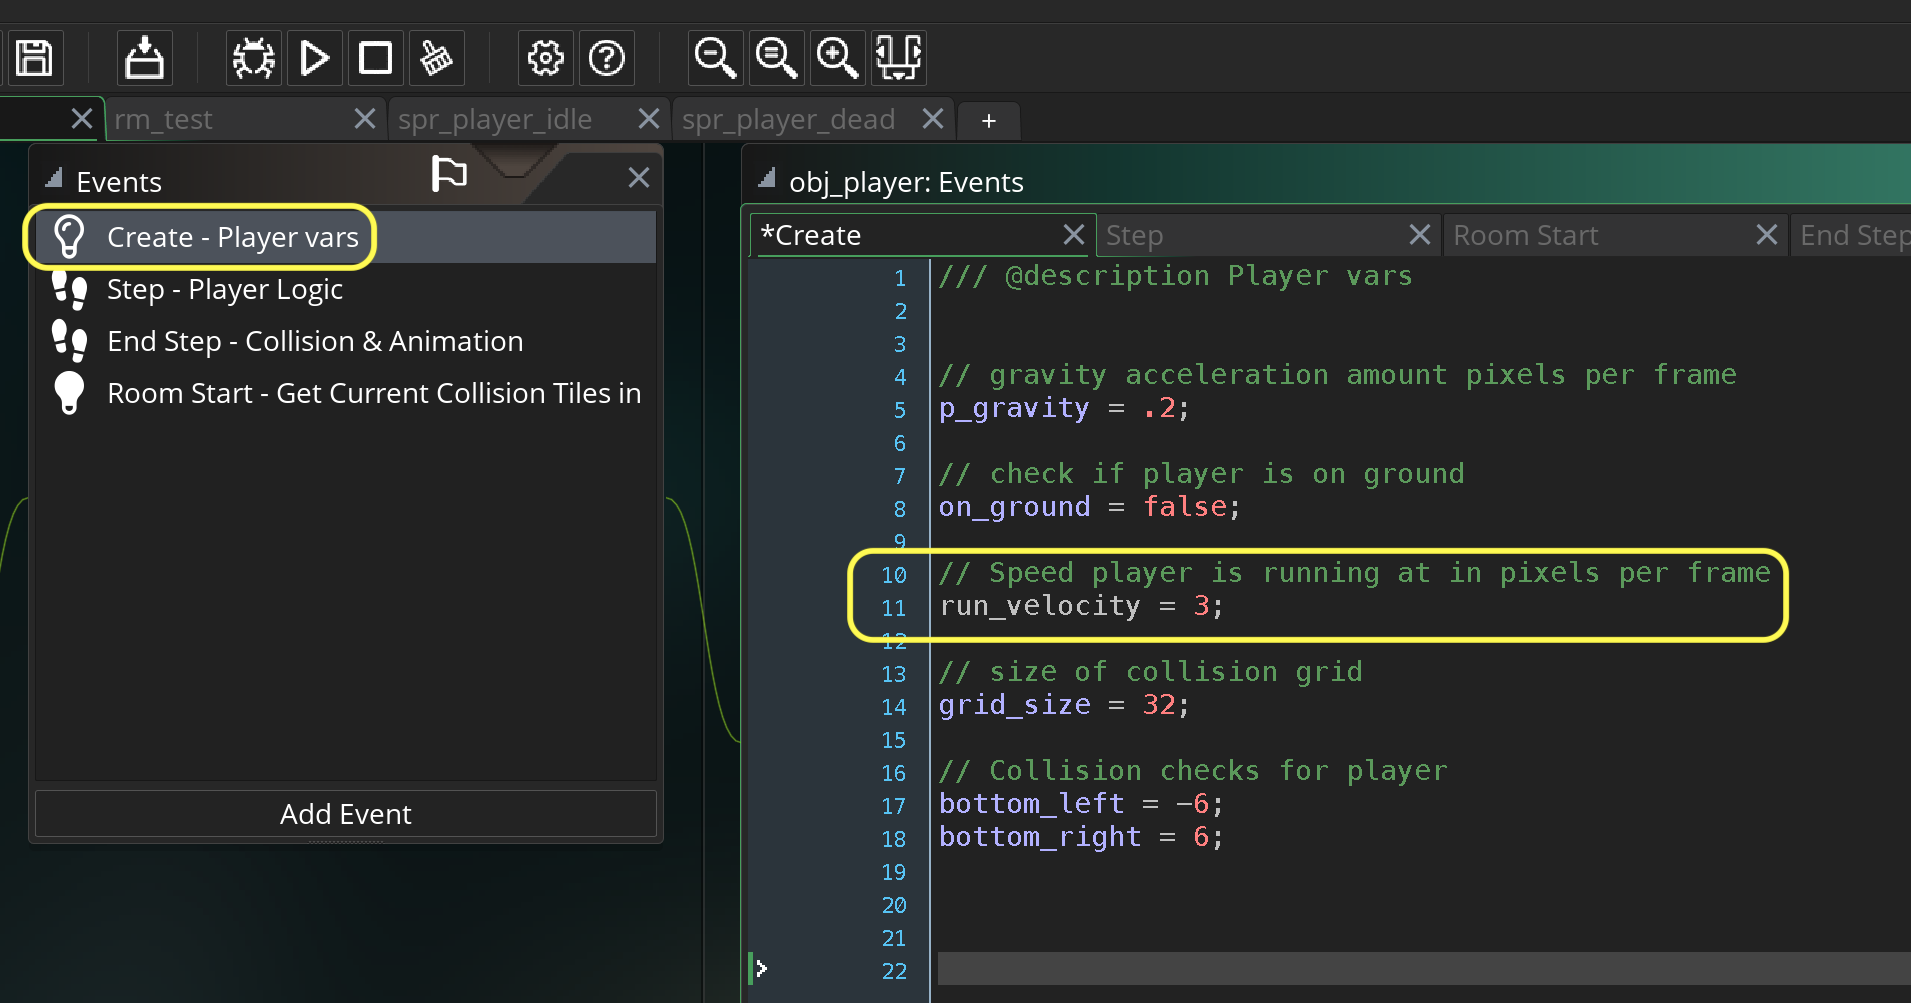 rm_test
spr_player_idle
spr_player_dead
+
Events
Create - Player vars
Step - Player Logic
End Step - Collision & Animation
Room Start - Get Current Collision Tiles in
Add Event
obj_player: Events
*Create
Step
Room Start
End Step
1 /// @description Player vars
2
3
4 // gravity acceleration amount pixels per frame
5 p_gravity = .2;
6
7 // check if player is on ground
8 on_ground = false;
9
10 // Speed player is running at in pixels per frame
11 run_velocity = 3;
12
13 // size of collision grid
14 grid_size = 32;
15
16 // Collision checks for player
17 bottom_left = -6;
18 bottom_right = 6;
19
20
21
22